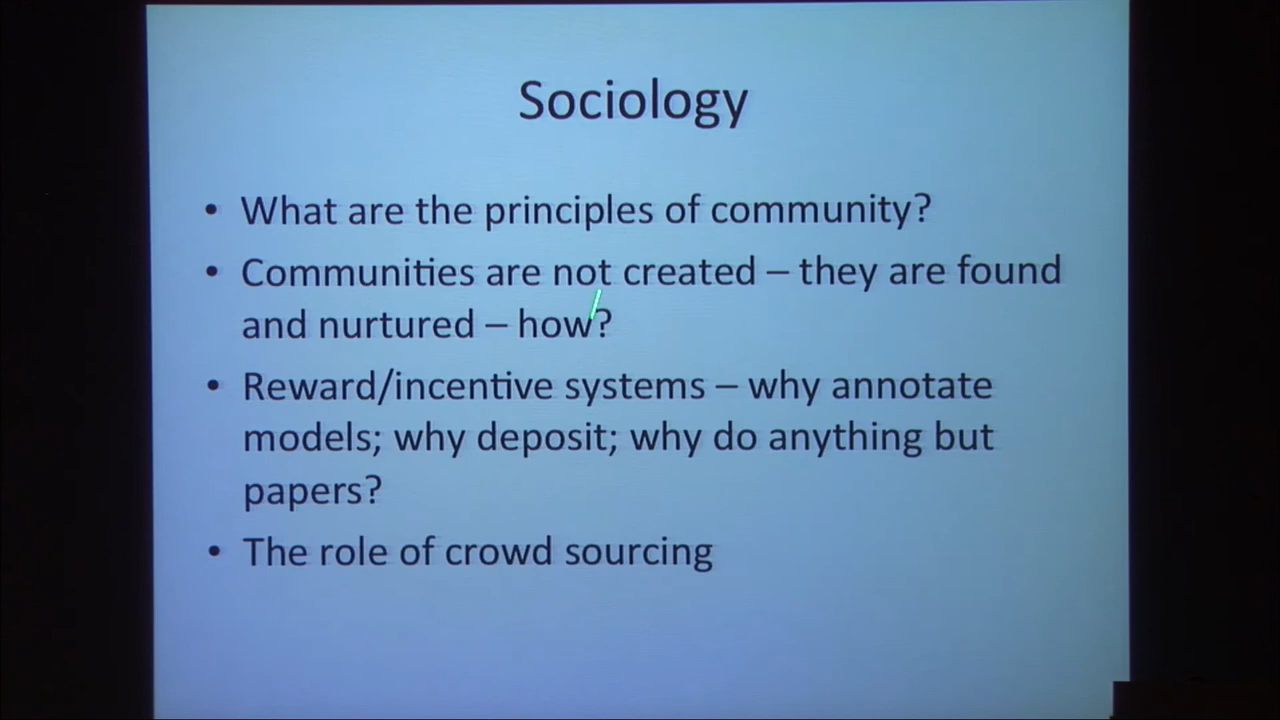 Sociology
• What are the principles of community?
• Communities are not created – they are found
and nurtured – how?
• Reward/incentive systems – why annotate
models; why deposit; why do anything but
papers?
• The role of crowd sourcing